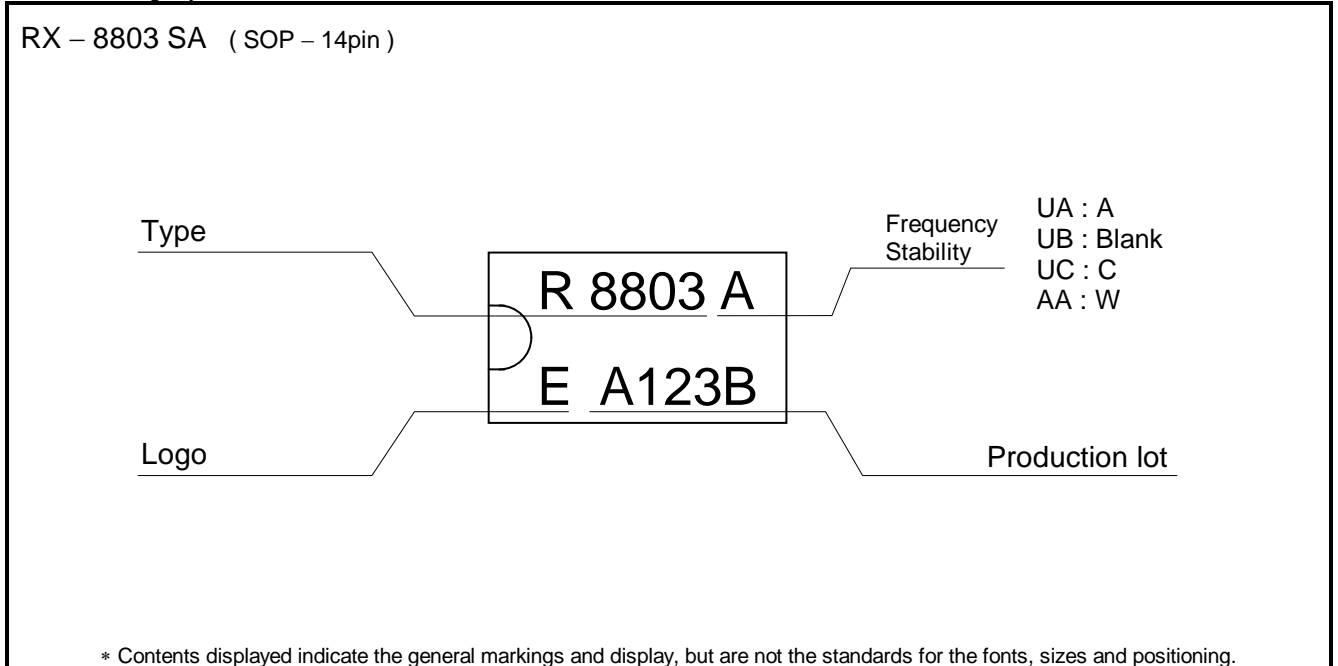 RX – 8803 SA ( SOP – 14pin )
Type
Frequency
Stability
UA : A
UB : Blank
UC : C
AA : W
R 8803 A
E A123B
Logo
Production lot
* Contents displayed indicate the general markings and display, but are not the standards for the fonts, sizes and positioning.